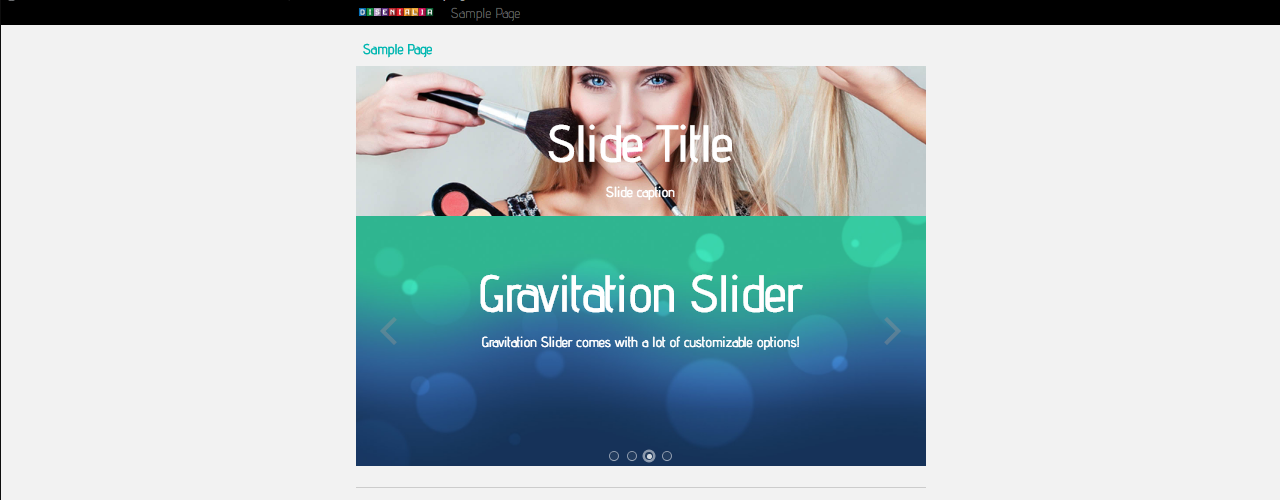 DISENIALIA
Sample Page
Sample Page
Slide Title
Slide caption
Gravitation Slider
Gravitation Slider comes with a lot of customizable options!